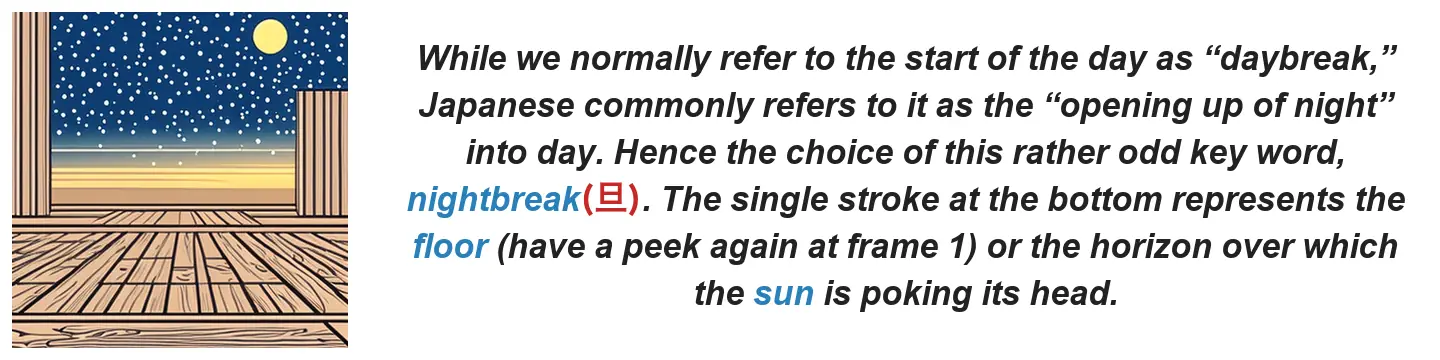 While we normally refer to the start of the day as “daybreak,”
Japanese commonly refers to it as the “opening up of night”
into day. Hence the choice of this rather odd key word,
nightbreak(旦). The single stroke at the bottom represents the
floor (have a peek again at frame 1) or the horizon over which
the sun is poking its head.